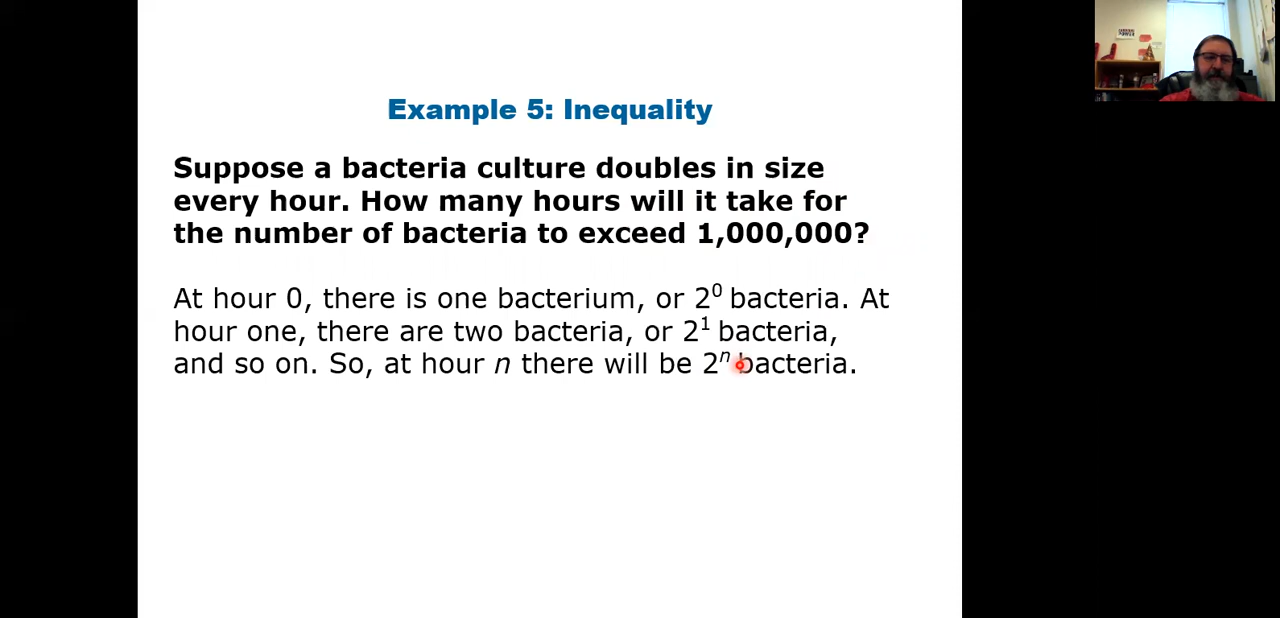 Example 5: Inequality
Suppose a bacteria culture doubles in size
every hour. How many hours will it take for
the number of bacteria to exceed 1,000,000?
At hour 0, there is one bacterium, or 2⁰ bacteria. At
hour one, there are two bacteria, or 2¹ bacteria,
and so on. So, at hour n there will be 2ⁿ bacteria.